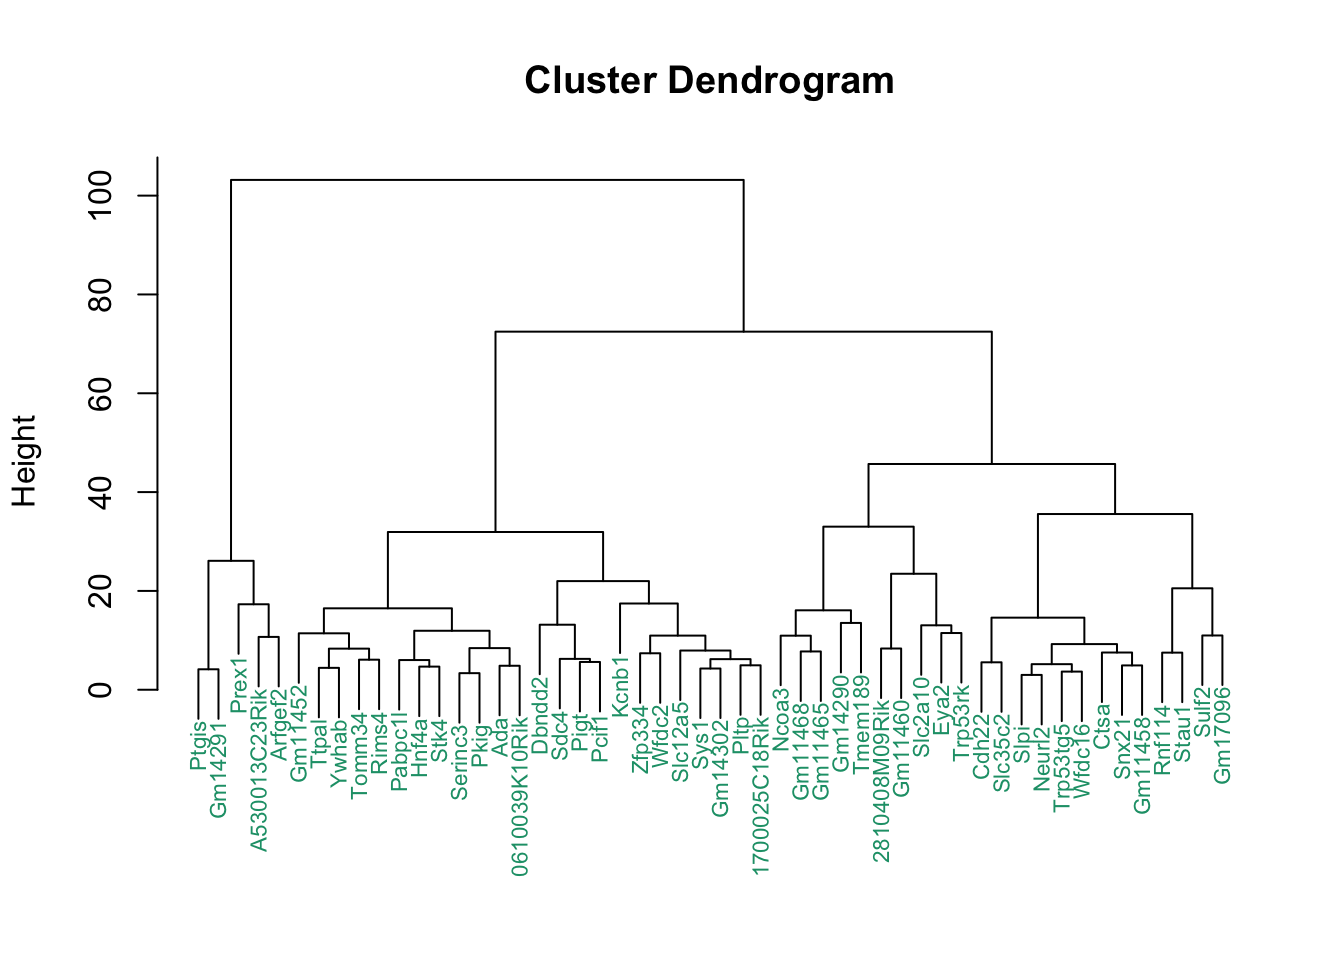 Cluster Dendrogram
Height
0
20
40
60
80
100
Ptgis
Gm14291
Prex1
A530013C23Rik
Arfgef2
Gm11452
Ttpal
Ywhab
Tomm34
Rims4
Pabpc1l
Hnf4a
Stk4
Serinc3
Pkig
Ada
0610039K10Rik
Dbndd2
Sdc4
Pigt
Pcif1
Kcnb1
Zfp334
Wfdc2
Slc12a5
Sys1
Gm14302
Pltp
1700025C18Rik
Ncoa3
Gm11468
Gm11465
Gm14290
Tmem189
2810408M09Rik
Gm11460
Slc2a10
Eya2
Trp53rk
Cdh22
Slc35c2
Slpi
Neurl2
Trp53tg5
Wfdc16
Ctsa
Snx21
Gm11458
Rnf114
Stau1
Sulf2
Gm17096